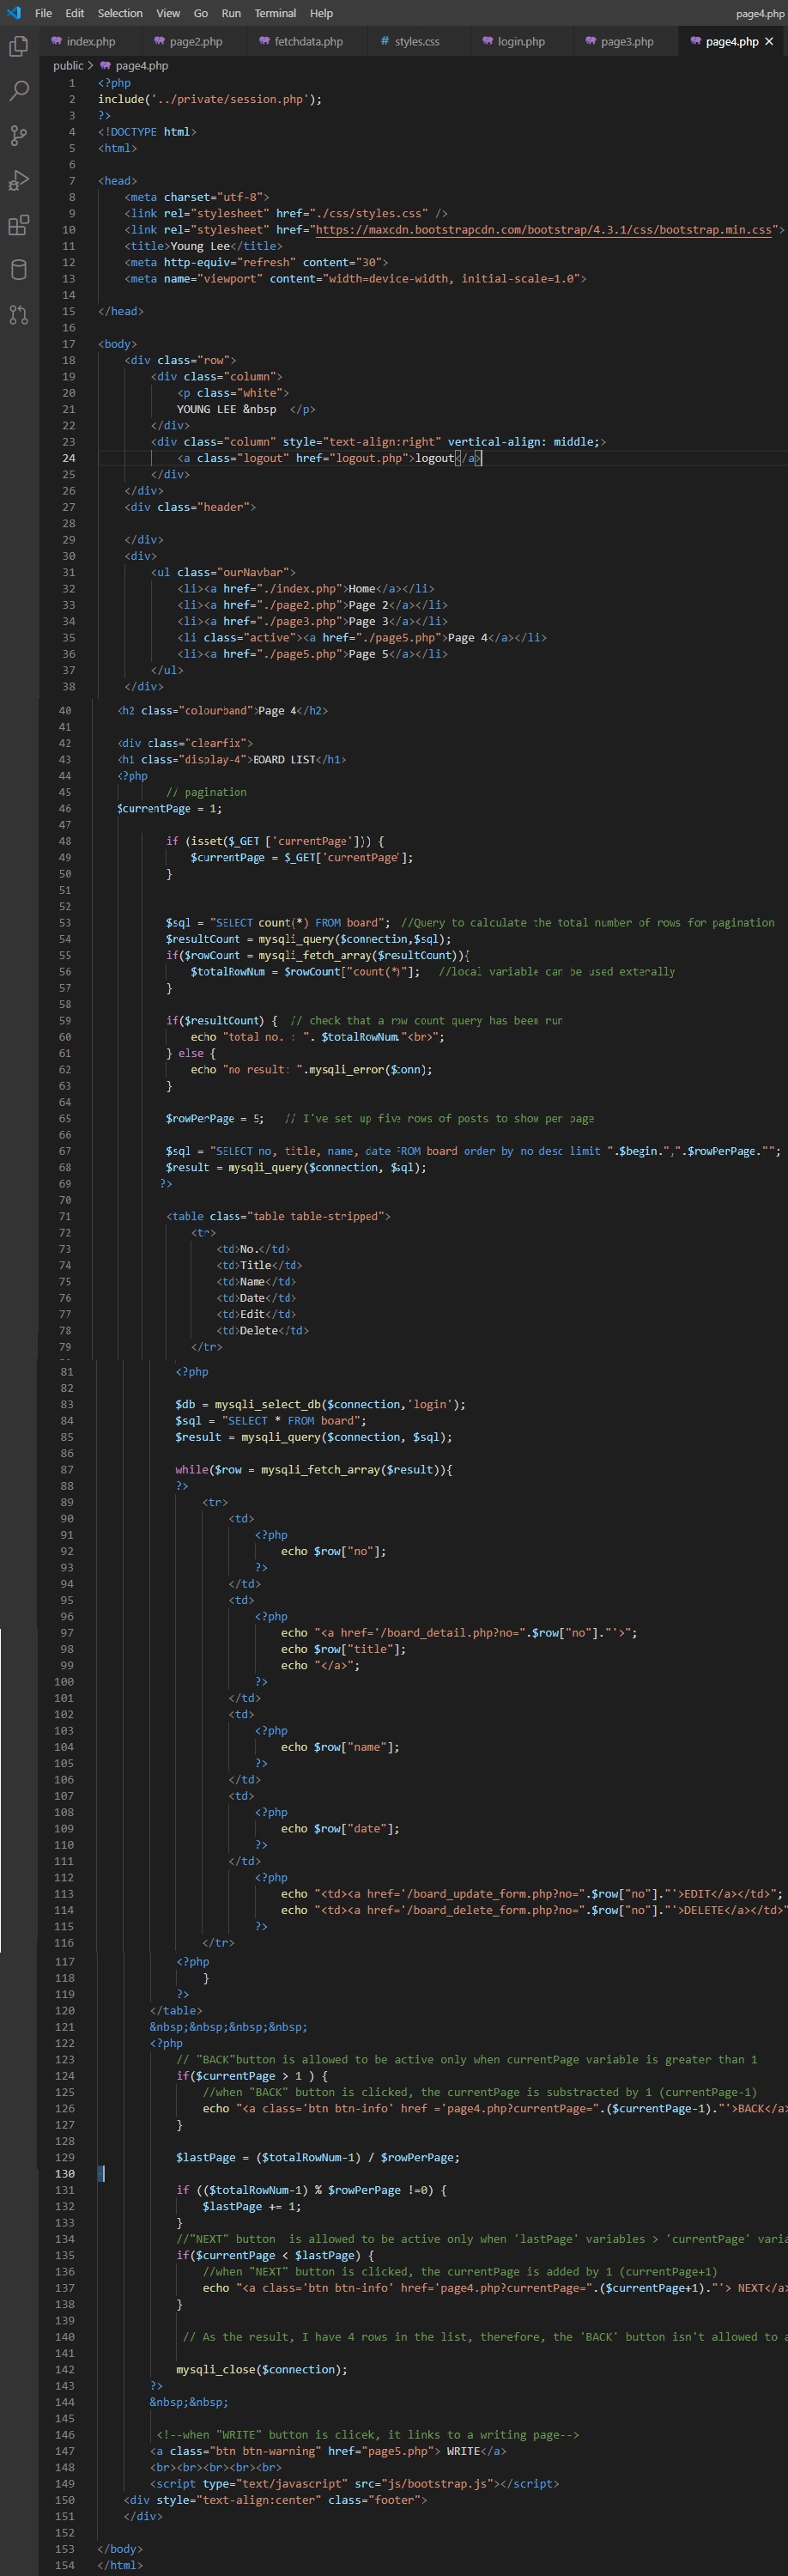 File Edit Selection View Go Run Terminal Help page4.php
index.php page2.php fetchdata.php # styles.css login.php page3.php page4.php ×
public > page4.php
1 <?php
2 include('../private/session.php');
3 ?>
4 <!DOCTYPE html>
5 <html>
6
7 <head>
8 <meta charset="utf-8">
9 <link rel="stylesheet" href="./css/styles.css" />
10 <link rel="stylesheet" href="https://maxcdn.bootstrapcdn.com/bootstrap/4.3.1/css/bootstrap.min.css">
11 <title>Young Lee</title>
12 <meta http-equiv="refresh" content="30">
13 <meta name="viewport" content="width=device-width, initial-scale=1.0">
14
15 </head>
16
17 <body>
18 <div class="row">
19 <div class="column">
20 <p class="white">
21 YOUNG LEE &nbsp </p>
22 </div>
23 <div class="column" style="text-align:right" vertical-align: middle;>
24 <a class="logout" href="logout.php">logout</a>
25 </div>
26 </div>
27 <div class="header">
28
29 </div>
30 <div>
31 <ul class="ourNavbar">
32 <li><a href="./index.php">Home</a></li>
33 <li><a href="./page2.php">Page 2</a></li>
34 <li><a href="./page3.php">Page 3</a></li>
35 <li class="active"><a href="./page5.php">Page 4</a></li>
36 <li><a href="./page5.php">Page 5</a></li>
37 </ul>
38 </div>
40 <h2 class="colourband">Page 4</h2>
41
42 <div class="clearfix">
43 <h1 class="display-4">BOARD LIST</h1>
44 <?php
45 // pagination
46 $currentPage = 1;
47
48 if (isset($_GET ['currentPage'])) {
49 $currentPage = $_GET['currentPage'];
50 }
51
52
53 $sql = "SELECT count(*) FROM board"; //Query to calculate the total number of rows for pagination
54 $resultCount = mysqli_query($connection,$sql);
55 if($rowCount = mysqli_fetch_array($resultCount)){
56 $totalRowNum = $rowCount["count(*)"]; //local variable can be used exterally
57 }
58
59 if($resultCount) { // check that a row count query has been run
60 echo "total no. : ". $totalRowNum."<br>";
61 } else {
62 echo "no result: ".mysqli_error($conn);
63 }
64
65 $rowPerPage = 5; // I've set up five rows of posts to show per page
66
67 $sql = "SELECT no, title, name, date FROM board order by no desc limit ".$begin.",".$rowPerPage."";
68 $result = mysqli_query($connection, $sql);
69 ?>
70
71 <table class="table table-stripped">
72 <tr>
73 <td>No.</td>
74 <td>Title</td>
75 <td>Name</td>
76 <td>Date</td>
77 <td>Edit</td>
78 <td>Delete</td>
79 </tr>
81 <?php
82
83 $db = mysqli_select_db($connection,'login');
84 $sql = "SELECT * FROM board";
85 $result = mysqli_query($connection, $sql);
86
87 while($row = mysqli_fetch_array($result)){
88 ?>
89 <tr>
90 <td>
91 <?php
92 echo $row["no"];
93 ?>
94 </td>
95 <td>
96 <?php
97 echo "<a href='/board_detail.php?no=".$row["no"]."'>";
98 echo $row["title"];
99 echo "</a>";
100 ?>
101 </td>
102 <td>
103 <?php
104 echo $row["name"];
105 ?>
106 </td>
107 <td>
108 <?php
109 echo $row["date"];
110 ?>
111 </td>
112 <?php
113 echo "<td><a href='/board_update_form.php?no=".$row["no"]."'>EDIT</a></td>";
114 echo "<td><a href='/board_delete_form.php?no=".$row["no"]."'>DELETE</a></td>"
115 ?>
116 </tr>
117 <?php
118 }
119 ?>
120 </table>
121 &nbsp;&nbsp;&nbsp;&nbsp;
122 <?php
123 // "BACK"button is allowed to be active only when currentPage variable is greater than 1
124 if($currentPage > 1 ) {
125 //when "BACK" button is clicked, the currentPage is substracted by 1 (currentPage-1)
126 echo "<a class='btn btn-info' href ='page4.php?currentPage=".($currentPage-1)."'>BACK</a>
127 }
128
129 $lastPage = ($totalRowNum-1) / $rowPerPage;
130
131 if (($totalRowNum-1) % $rowPerPage !=0) {
132 $lastPage += 1;
133 }
134 //"NEXT" button is allowed to be active only when 'lastPage' variables > 'currentPage' varia
135 if($currentPage < $lastPage) {
136 //when "NEXT" button is clicked, the currentPage is added by 1 (currentPage+1)
137 echo "<a class='btn btn-info' href='page4.php?currentPage=".($currentPage+1)."'> NEXT</a>
138 }
139
140 // As the result, I have 4 rows in the list, therefore, the 'BACK' button isn't allowed to a
141
142 mysqli_close($connection);
143 ?>
144 &nbsp;&nbsp;
145
146 <!--when "WRITE" button is clicek, it links to a writing page-->
147 <a class="btn btn-warning" href="page5.php"> WRITE</a>
148 <br><br><br><br><br>
149 <script type="text/javascript" src="js/bootstrap.js"></script>
150 <div style="text-align:center" class="footer">
151 </div>
152
153 </body>
154 </html>